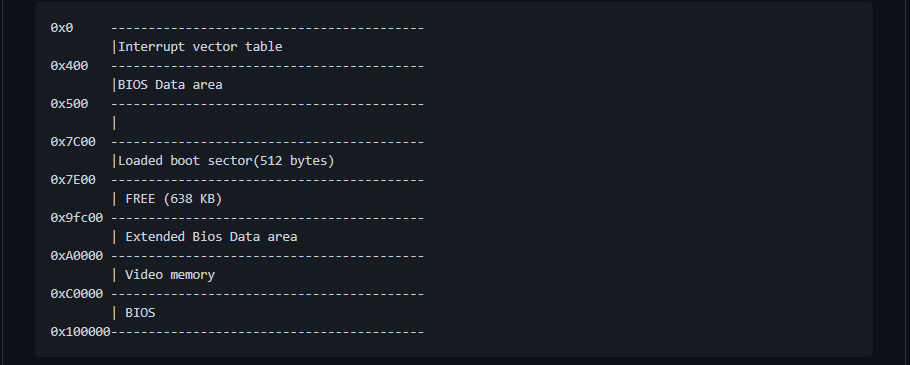 0x0     ------------------------------------------
        |Interrupt vector table
0x400   ------------------------------------------
        |BIOS Data area
0x500   ------------------------------------------
        |
0x7C00  ------------------------------------------
        |Loaded boot sector(512 bytes)
0x7E00  ------------------------------------------
        | FREE (638 KB)
0x9fc00 ------------------------------------------
        | Extended Bios Data area
0xA0000 ------------------------------------------
        | Video memory
0xC0000 ------------------------------------------
        | BIOS
0x100000------------------------------------------